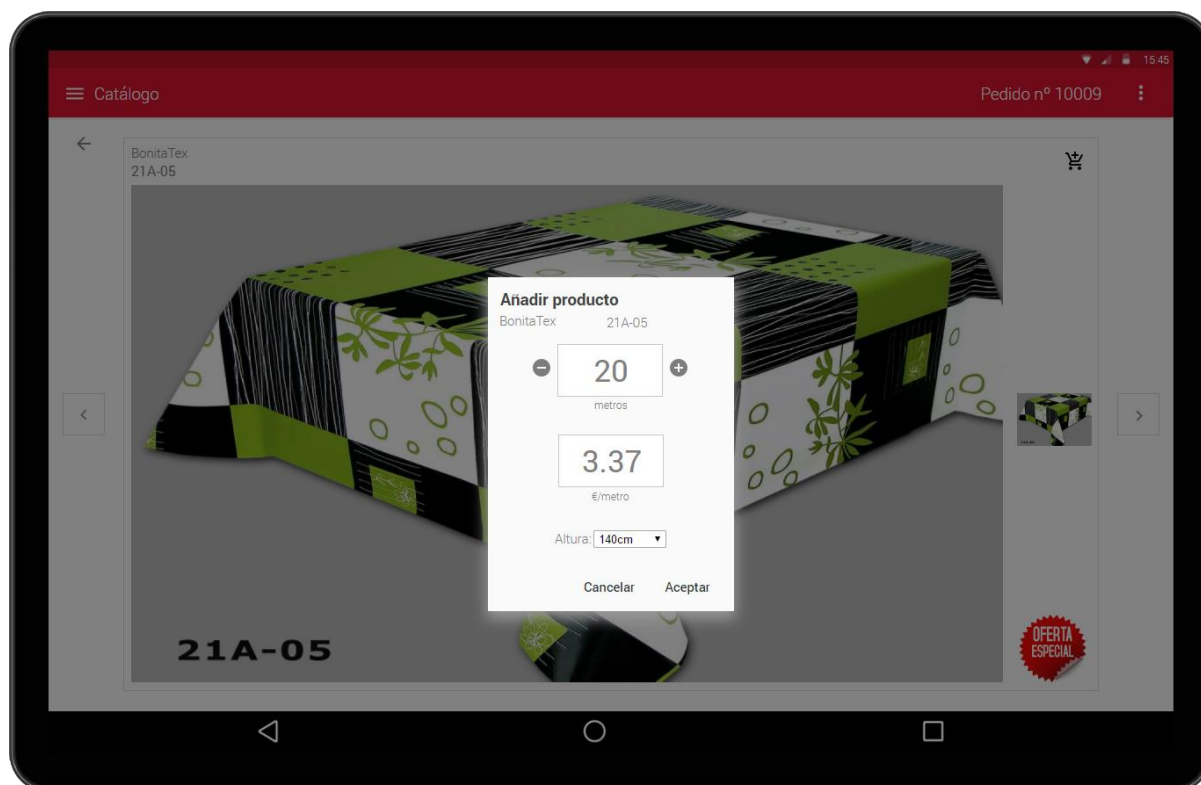 15:45
Catálogo
Pedido nº 10009
BonitaTex
21A-05
Añadir producto
BonitaTex 21A-05
20
metros
3.37
€/metro
Altura: 140cm
Cancelar Aceptar
21A-05
OFERTA
ESPECIAL